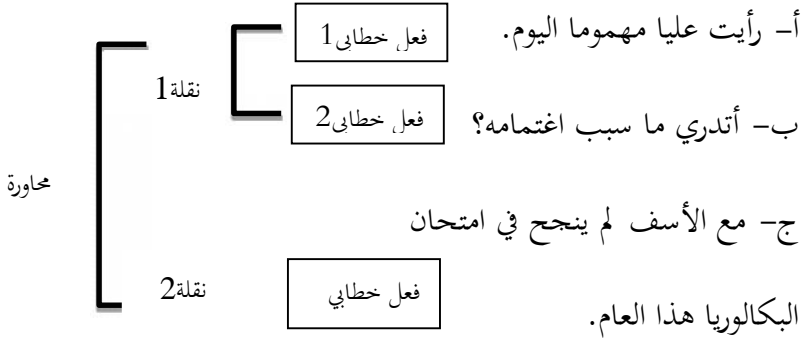 أ– رأيت عليا مهموما اليوم.
فعل خطابي1
نقلة1
ب– أتدري ما سبب اغتمامه؟
فعل خطابي2
محاورة
ج– مع الأسف لم ينجح في امتحان
البكالوريا هذا العام.
فعل خطابي
نقلة2